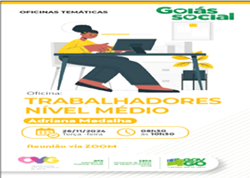 OFICINAS TEMÁTICAS
Goiás
social
Oficina:
TRABALHADORES
NÍVEL MÉDIO
Adriana Medalha
26/11/2024
Terça-feira
08h30
às 10h30
Reunião via ZOOM
OVG